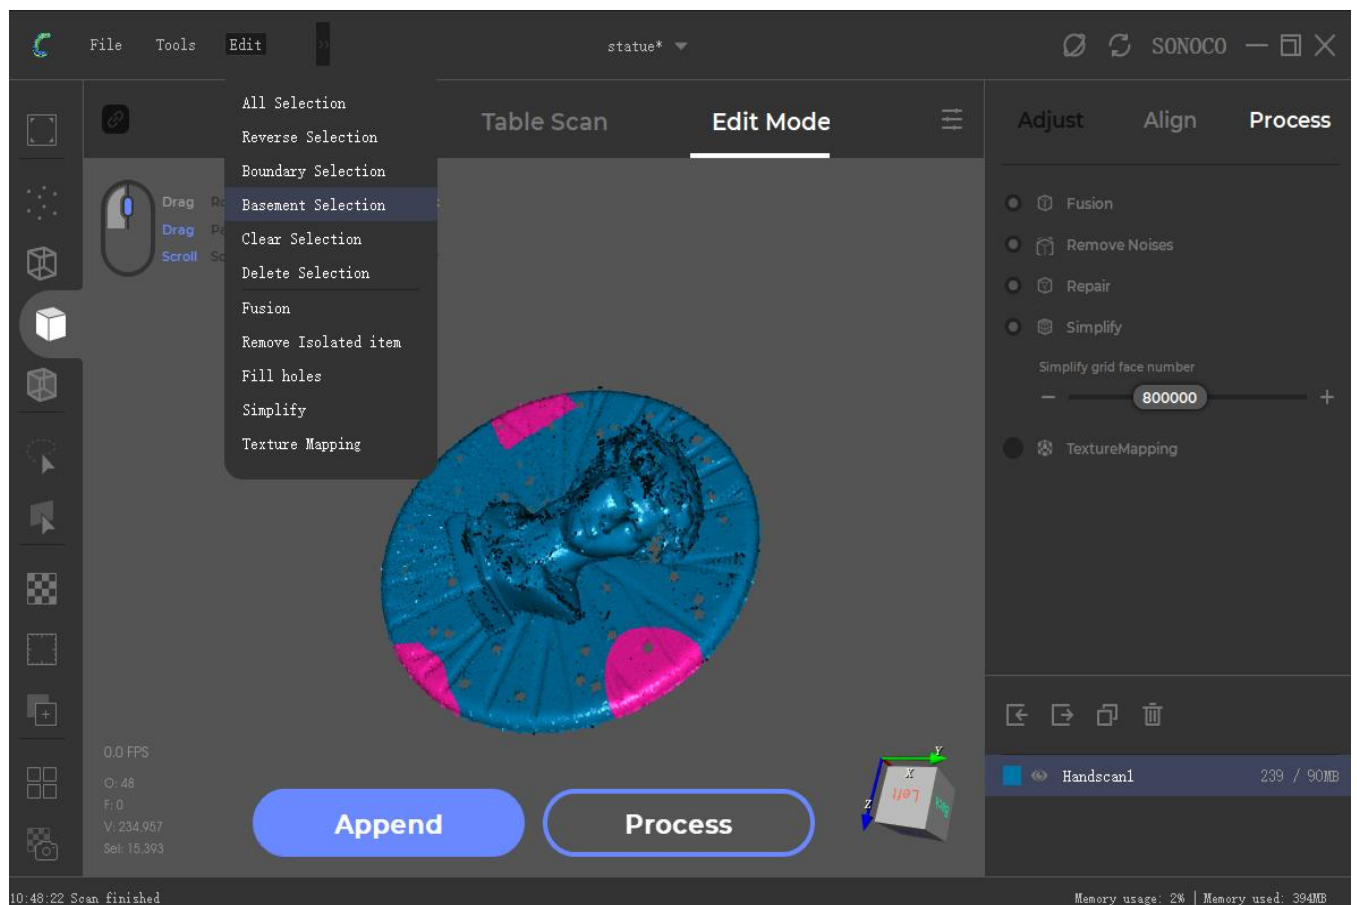 File Tools Edit »
statue*
SONOCO
All Selection
Reverse Selection
Boundary Selection
Basement Selection
Clear Selection
Delete Selection
Fusion
Remove Isolated item
Fill holes
Simplify
Texture Mapping
Table Scan
Edit Mode
Adjust Align Process
Drag
Drag
Scroll
Fusion
Remove Noises
Repair
Simplify
Simplify grid face number
− 800000 +
TextureMapping
Handscan1 239 / 90MB
0.0 FPS
O: 48
F: 0
V: 234,957
Sel: 15,393
Append
Process
Y
X
Z
Left
Back
10:48:22 Scan finished
Memory usage: 2% | Memory used: 394MB